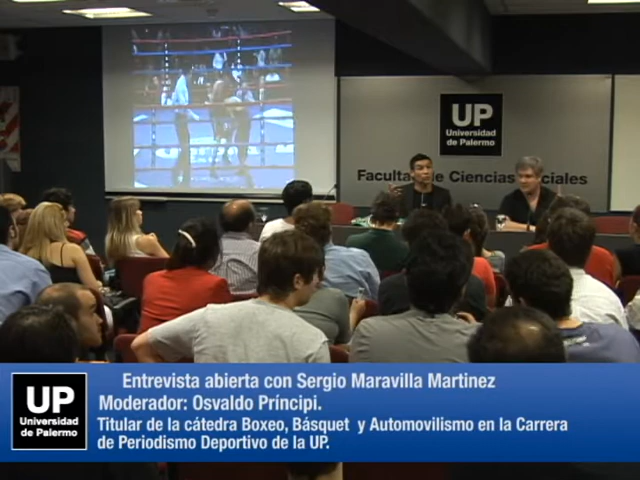 UP
Universidad
de Palermo
Facultad de Ciencias Sociales
UP
Universidad
de Palermo
Entrevista abierta con Sergio Maravilla Martinez
Moderador: Osvaldo Príncipi.
Titular de la cátedra Boxeo, Básquet y Automovilismo en la Carrera
de Periodismo Deportivo de la UP.